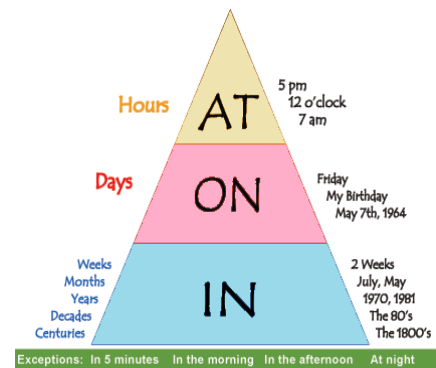 5 pm
Hours AT 12 o'clock
7 am
Days ON Friday
My Birthday
May 7th, 1964
Weeks 2 Weeks
Months July, May
Years IN 1970, 1981
Decades The 80's
Centuries The 1800's
Exceptions: In 5 minutes In the morning In the afternoon At night